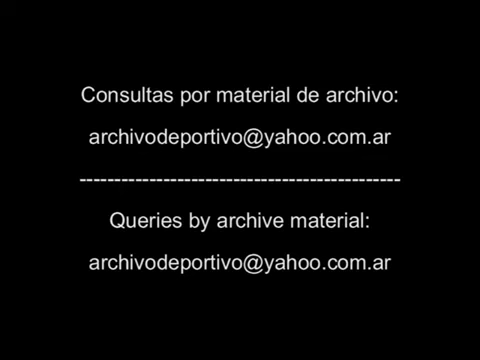 Consultas por material de archivo:
archivodeportivo@yahoo.com.ar
----------------------------------------------
Queries by archive material:
archivodeportivo@yahoo.com.ar